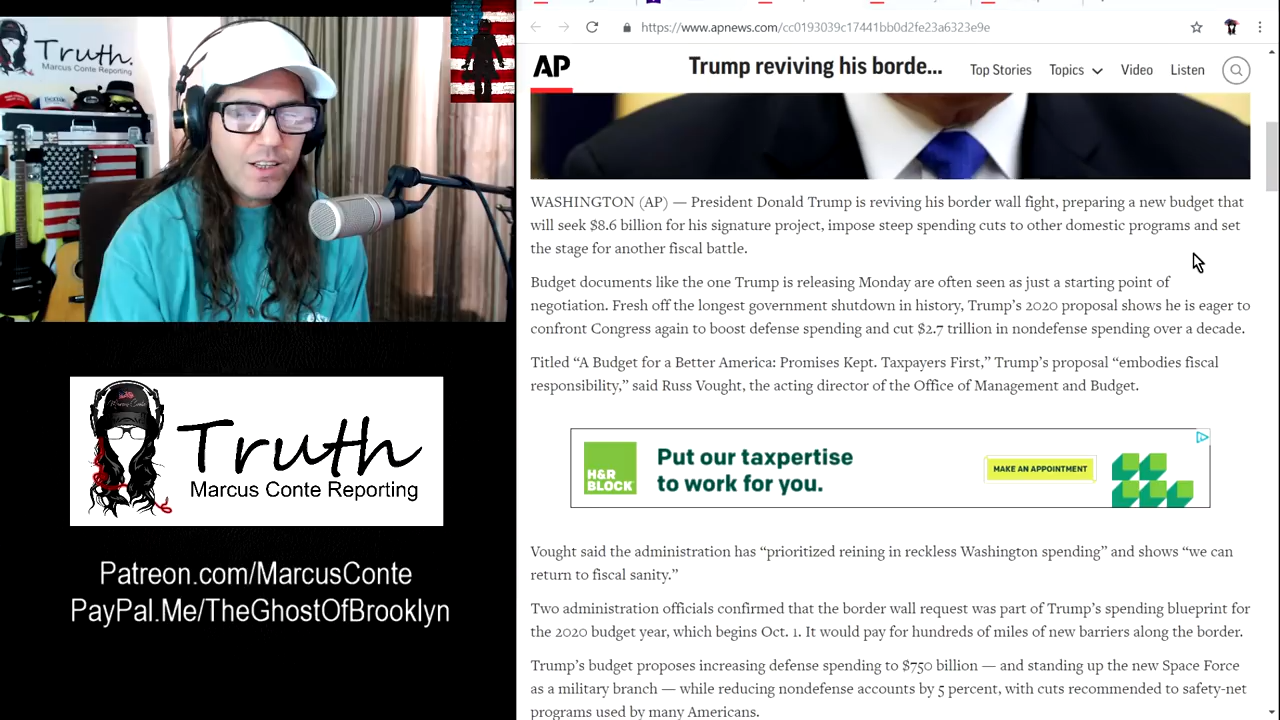 Truth.
Marcus Conte Reporting
https://www.apnews.com/cc0193039c17441bb0d2fe23a6323e9e
AP
Trump reviving his borde...
Top Stories
Topics
Video
Listen
WASHINGTON (AP) — President Donald Trump is reviving his border wall fight, preparing a new budget that
will seek $8.6 billion for his signature project, impose steep spending cuts to other domestic programs and set
the stage for another fiscal battle.
Budget documents like the one Trump is releasing Monday are often seen as just a starting point of
negotiation. Fresh off the longest government shutdown in history, Trump’s 2020 proposal shows he is eager to
confront Congress again to boost defense spending and cut $2.7 trillion in nondefense spending over a decade.
Titled “A Budget for a Better America: Promises Kept. Taxpayers First,” Trump’s proposal “embodies fiscal
responsibility,” said Russ Vought, the acting director of the Office of Management and Budget.
H&R
BLOCK
Put our taxpertise
to work for you.
MAKE AN APPOINTMENT
Vought said the administration has “prioritized reining in reckless Washington spending” and shows “we can
return to fiscal sanity.”
Two administration officials confirmed that the border wall request was part of Trump’s spending blueprint for
the 2020 budget year, which begins Oct. 1. It would pay for hundreds of miles of new barriers along the border.
Trump’s budget proposes increasing defense spending to $750 billion — and standing up the new Space Force
as a military branch — while reducing nondefense accounts by 5 percent, with cuts recommended to safety-net
programs used by many Americans.
Truth
Marcus Conte Reporting
Patreon.com/MarcusConte
PayPal.Me/TheGhostOfBrooklyn